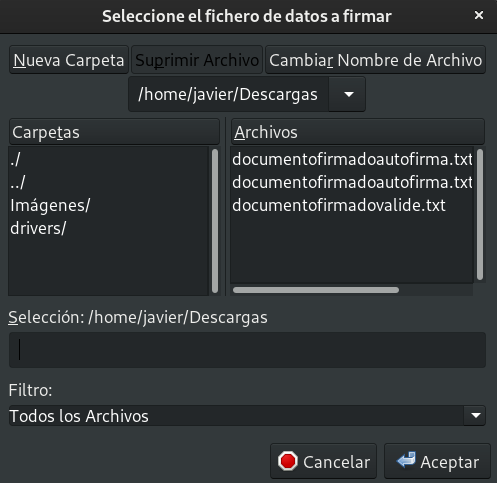 Seleccione el fichero de datos a firmar
Nueva Carpeta Suprimir Archivo Cambiar Nombre de Archivo
/home/javier/Descargas
Carpetas
./
../
Imágenes/
drivers/
Archivos
documentofirmadoautofirma.txt
documentofirmadoautofirma.txt
documentofirmadovalide.txt
Selección: /home/javier/Descargas
Filtro:
Todos los Archivos
Cancelar Aceptar